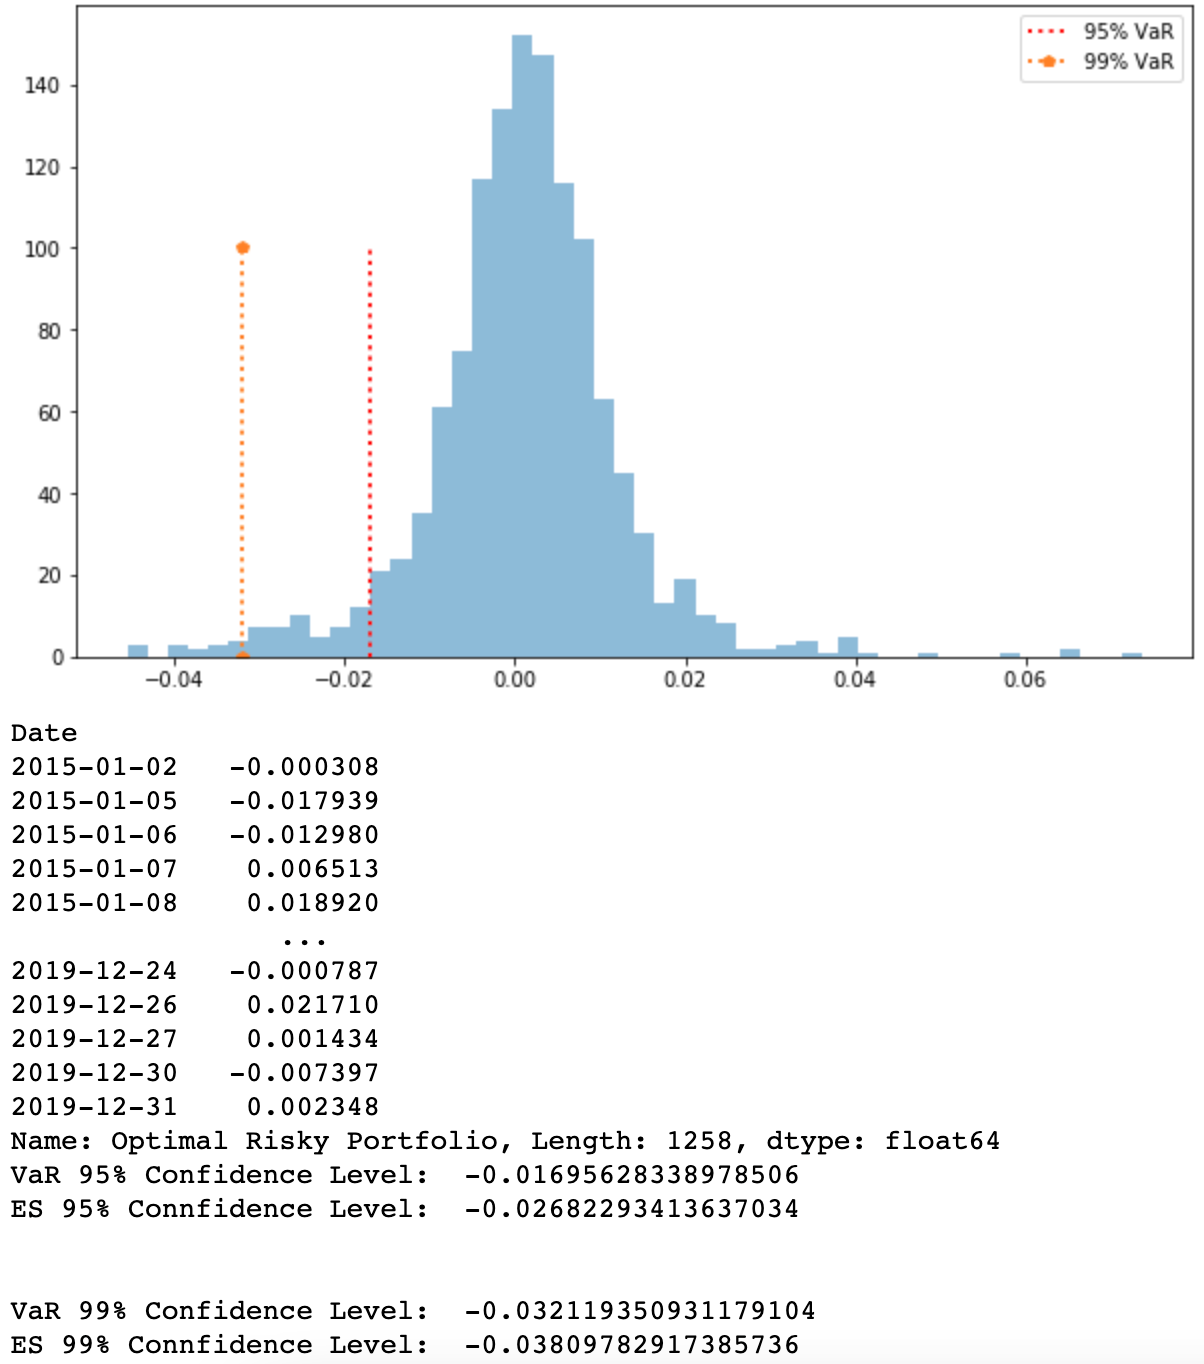 95% VaR
99% VaR
140
120
100
80
60
40
20
0
−0.04 −0.02 0.00 0.02 0.04 0.06
Date
2015-01-02 -0.000308
2015-01-05 -0.017939
2015-01-06 -0.012980
2015-01-07 0.006513
2015-01-08 0.018920
...
2019-12-24 -0.000787
2019-12-26 0.021710
2019-12-27 0.001434
2019-12-30 -0.007397
2019-12-31 0.002348
Name: Optimal Risky Portfolio, Length: 1258, dtype: float64
VaR 95% Confidence Level: -0.01695628338978506
ES 95% Connfidence Level: -0.02682293413637034
VaR 99% Confidence Level: -0.032119350931179104
ES 99% Connfidence Level: -0.03809782917385736